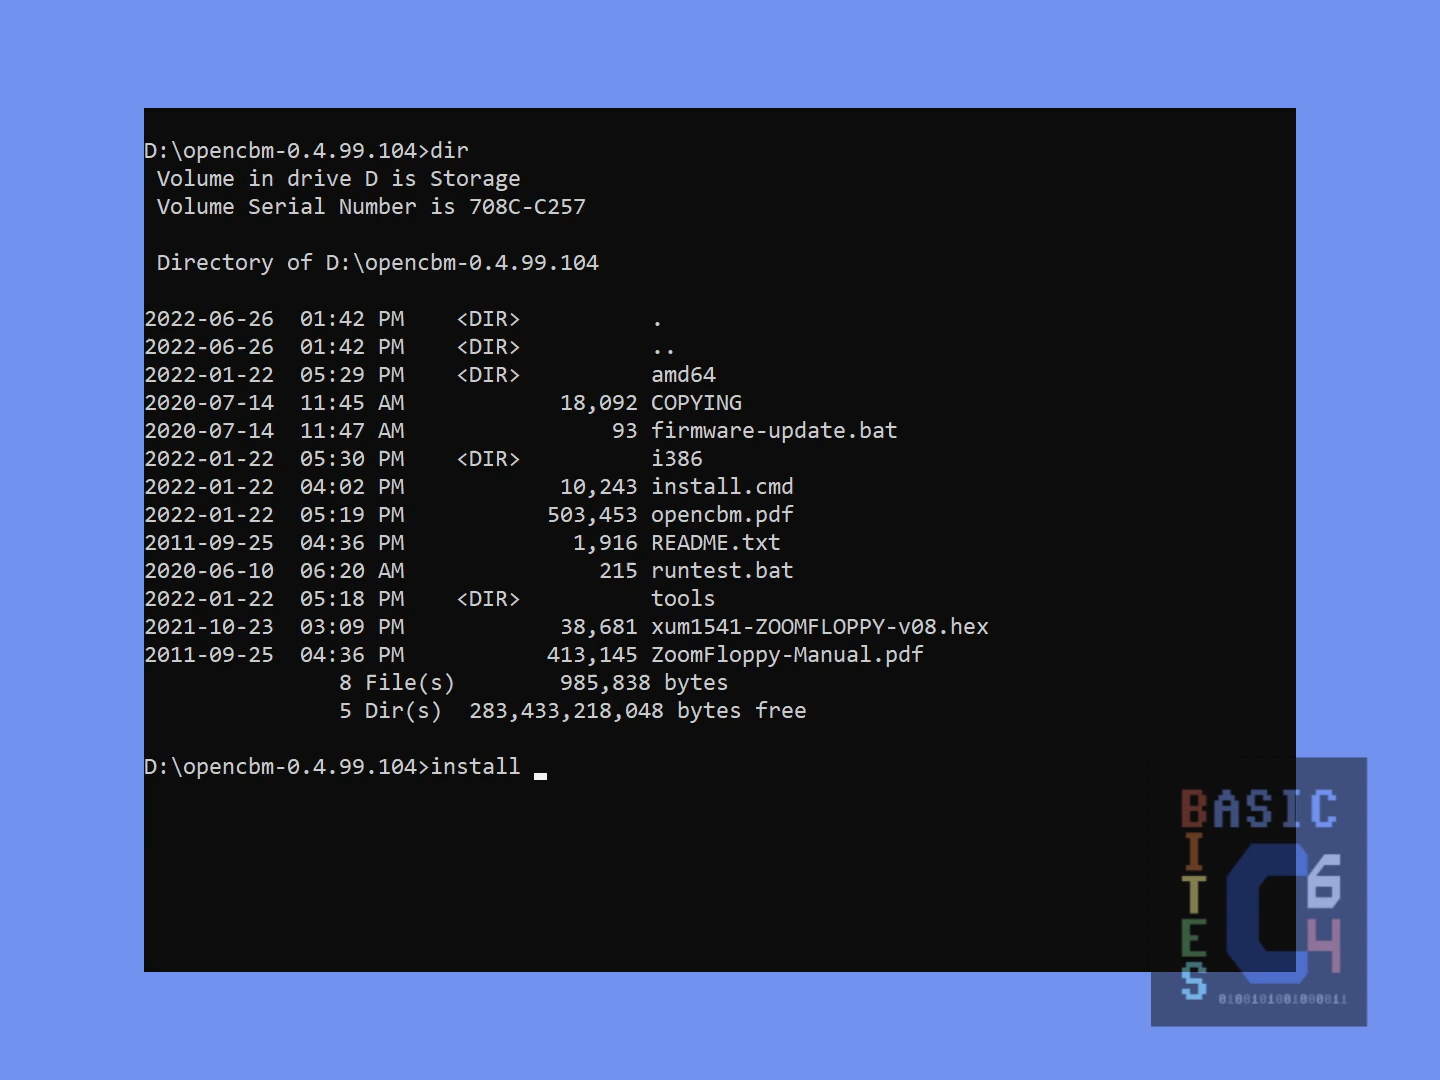 D:\opencbm-0.4.99.104>dir
 Volume in drive D is Storage
 Volume Serial Number is 708C-C257

 Directory of D:\opencbm-0.4.99.104

2022-06-26  01:42 PM    <DIR>          .
2022-06-26  01:42 PM    <DIR>          ..
2022-01-22  05:29 PM    <DIR>          amd64
2020-07-14  11:45 AM            18,092 COPYING
2020-07-14  11:47 AM                93 firmware-update.bat
2022-01-22  05:30 PM    <DIR>          i386
2022-01-22  04:02 PM            10,243 install.cmd
2022-01-22  05:19 PM           503,453 opencbm.pdf
2011-09-25  04:36 PM             1,916 README.txt
2020-06-10  06:20 AM               215 runtest.bat
2022-01-22  05:18 PM    <DIR>          tools
2021-10-23  03:09 PM            38,681 xum1541-ZOOMFLOPPY-v08.hex
2011-09-25  04:36 PM           413,145 ZoomFloppy-Manual.pdf
               8 File(s)        985,838 bytes
               5 Dir(s)  283,433,218,048 bytes free

D:\opencbm-0.4.99.104>install
BASIC
BITES
C64
0100101001000011